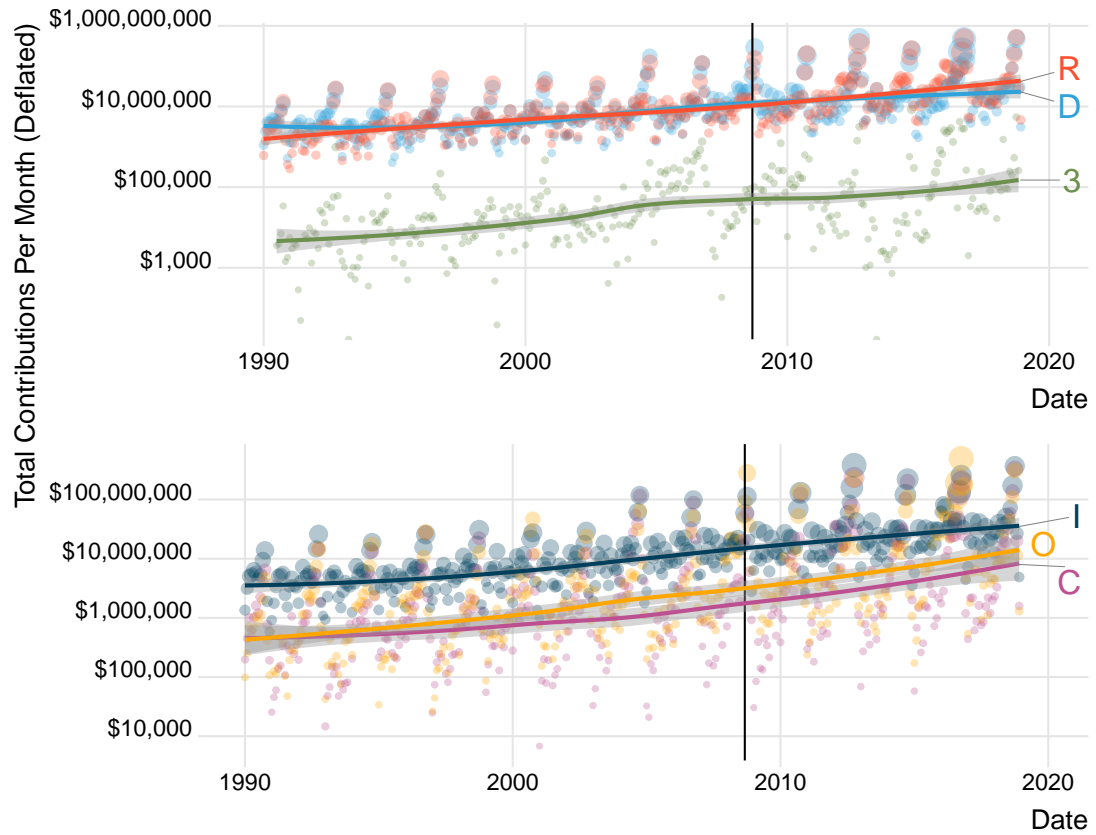 Total Contributions Per Month (Deflated)
$1,000,000,000
$10,000,000
$100,000
$1,000
R
D
3
1990 2000 2010 2020
Date
$100,000,000
$10,000,000
$1,000,000
$100,000
$10,000
I
O
C
1990 2000 2010 2020
Date